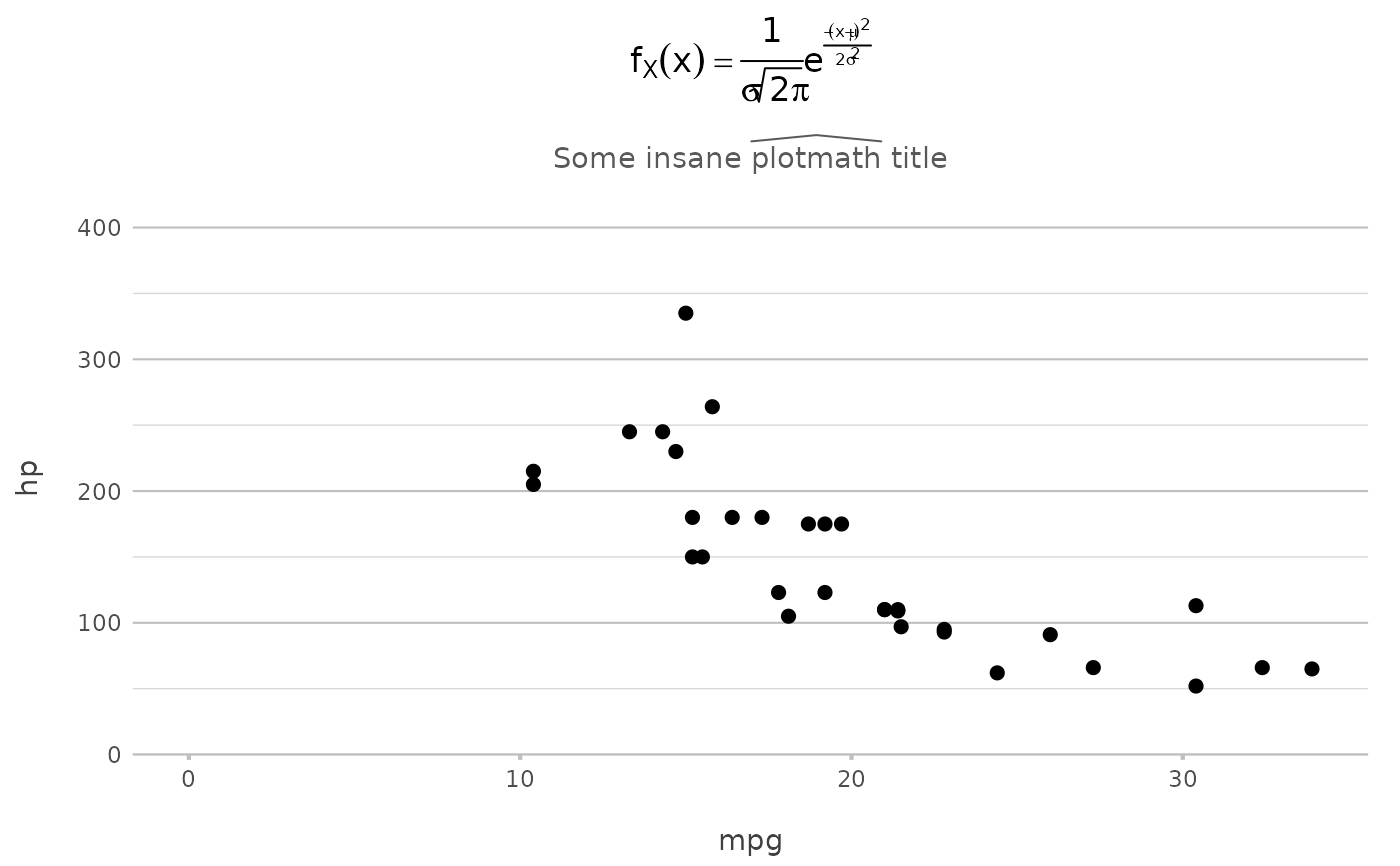 f_X(x) = 1/(σ√2π) e^(−(x−μ)²/2σ²)
Some insane plotmath title
400
300
200
100
0
hp
0 10 20 30
mpg